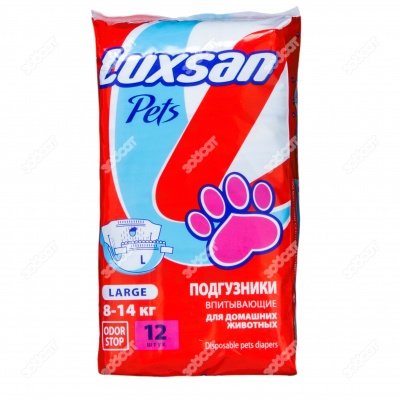 Luxsan
Pets
L
LARGE
8-14 кг
ODOR
STOP
12
штук
ПОДГУЗНИКИ
ВПИТЫВАЮЩИЕ
ДЛЯ ДОМАШНИХ
ЖИВОТНЫХ
Disposable pets diapers